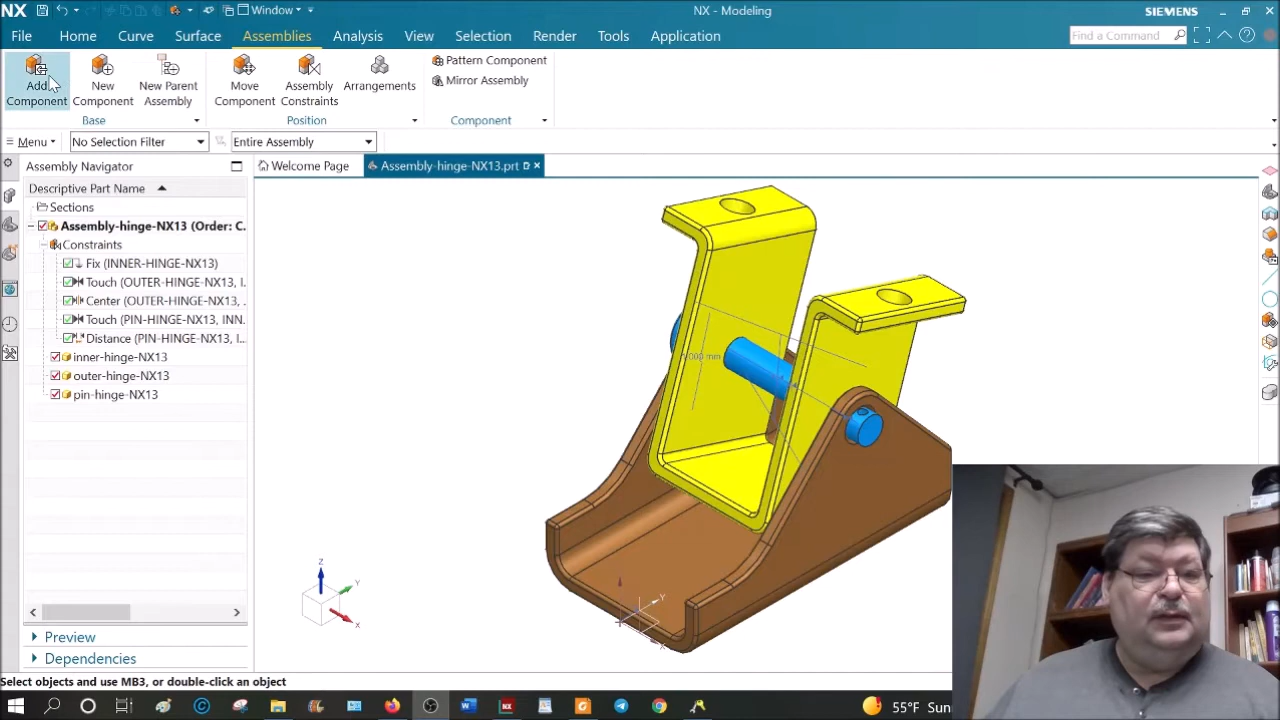 NX
Window
NX - Modeling
SIEMENS
File Home Curve Surface Assemblies Analysis View Selection Render Tools Application
Find a Command
Add Component
New Component
New Parent Assembly
Move Component
Assembly Constraints
Arrangements
Pattern Component
Mirror Assembly
Base
Position
Component
Menu
No Selection Filter
Entire Assembly
Assembly Navigator
Welcome Page
Assembly-hinge-NX13.prt
Descriptive Part Name
Sections
Assembly-hinge-NX13 (Order: C.
Constraints
Fix (INNER-HINGE-NX13)
Touch (OUTER-HINGE-NX13, I.
Center (OUTER-HINGE-NX13, .
Touch (PIN-HINGE-NX13, INN.
Distance (PIN-HINGE-NX13, I.
inner-hinge-NX13
outer-hinge-NX13
pin-hinge-NX13
Z
Y
X
Y
X
Preview
Dependencies
Select objects and use MB3, or double-click an object
55°F Sun